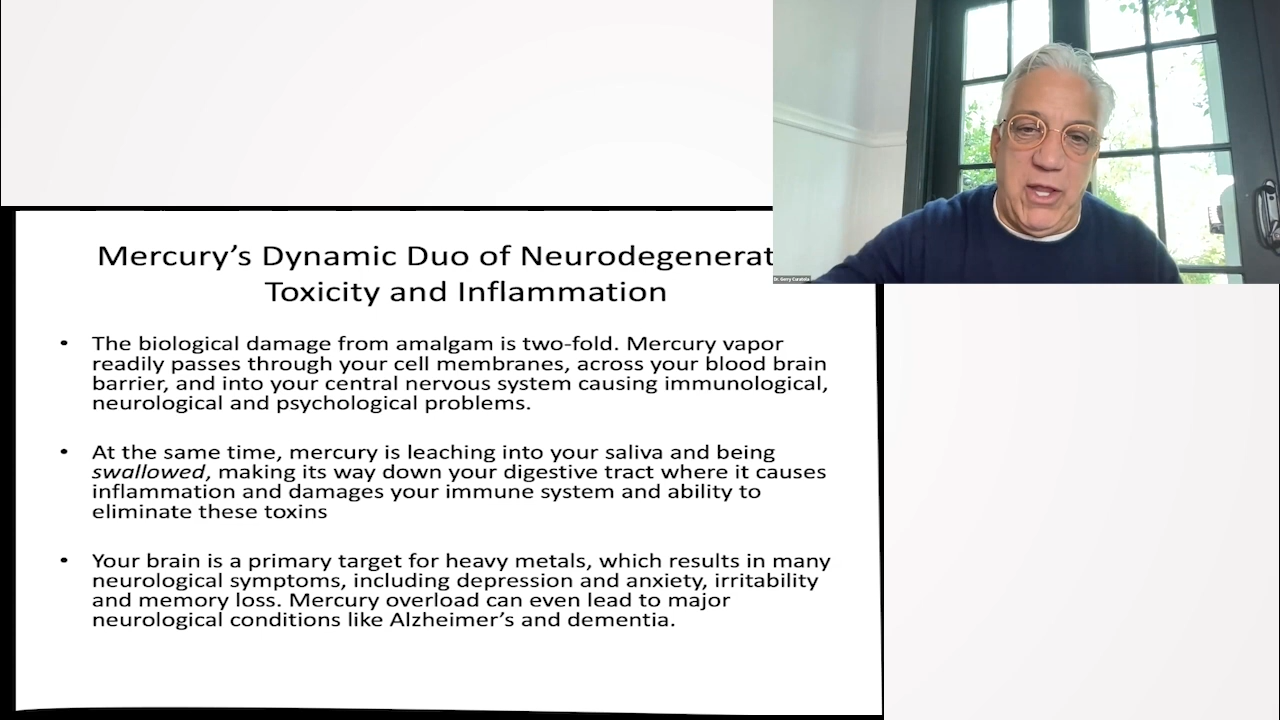 Dr. Gerry Curatola
Mercury's Dynamic Duo of Neurodegenerat
Toxicity and Inflammation
• The biological damage from amalgam is two-fold. Mercury vapor
readily passes through your cell membranes, across your blood brain
barrier, and into your central nervous system causing immunological,
neurological and psychological problems.
• At the same time, mercury is leaching into your saliva and being
swallowed, making its way down your digestive tract where it causes
inflammation and damages your immune system and ability to
eliminate these toxins
• Your brain is a primary target for heavy metals, which results in many
neurological symptoms, including depression and anxiety, irritability
and memory loss. Mercury overload can even lead to major
neurological conditions like Alzheimer's and dementia.